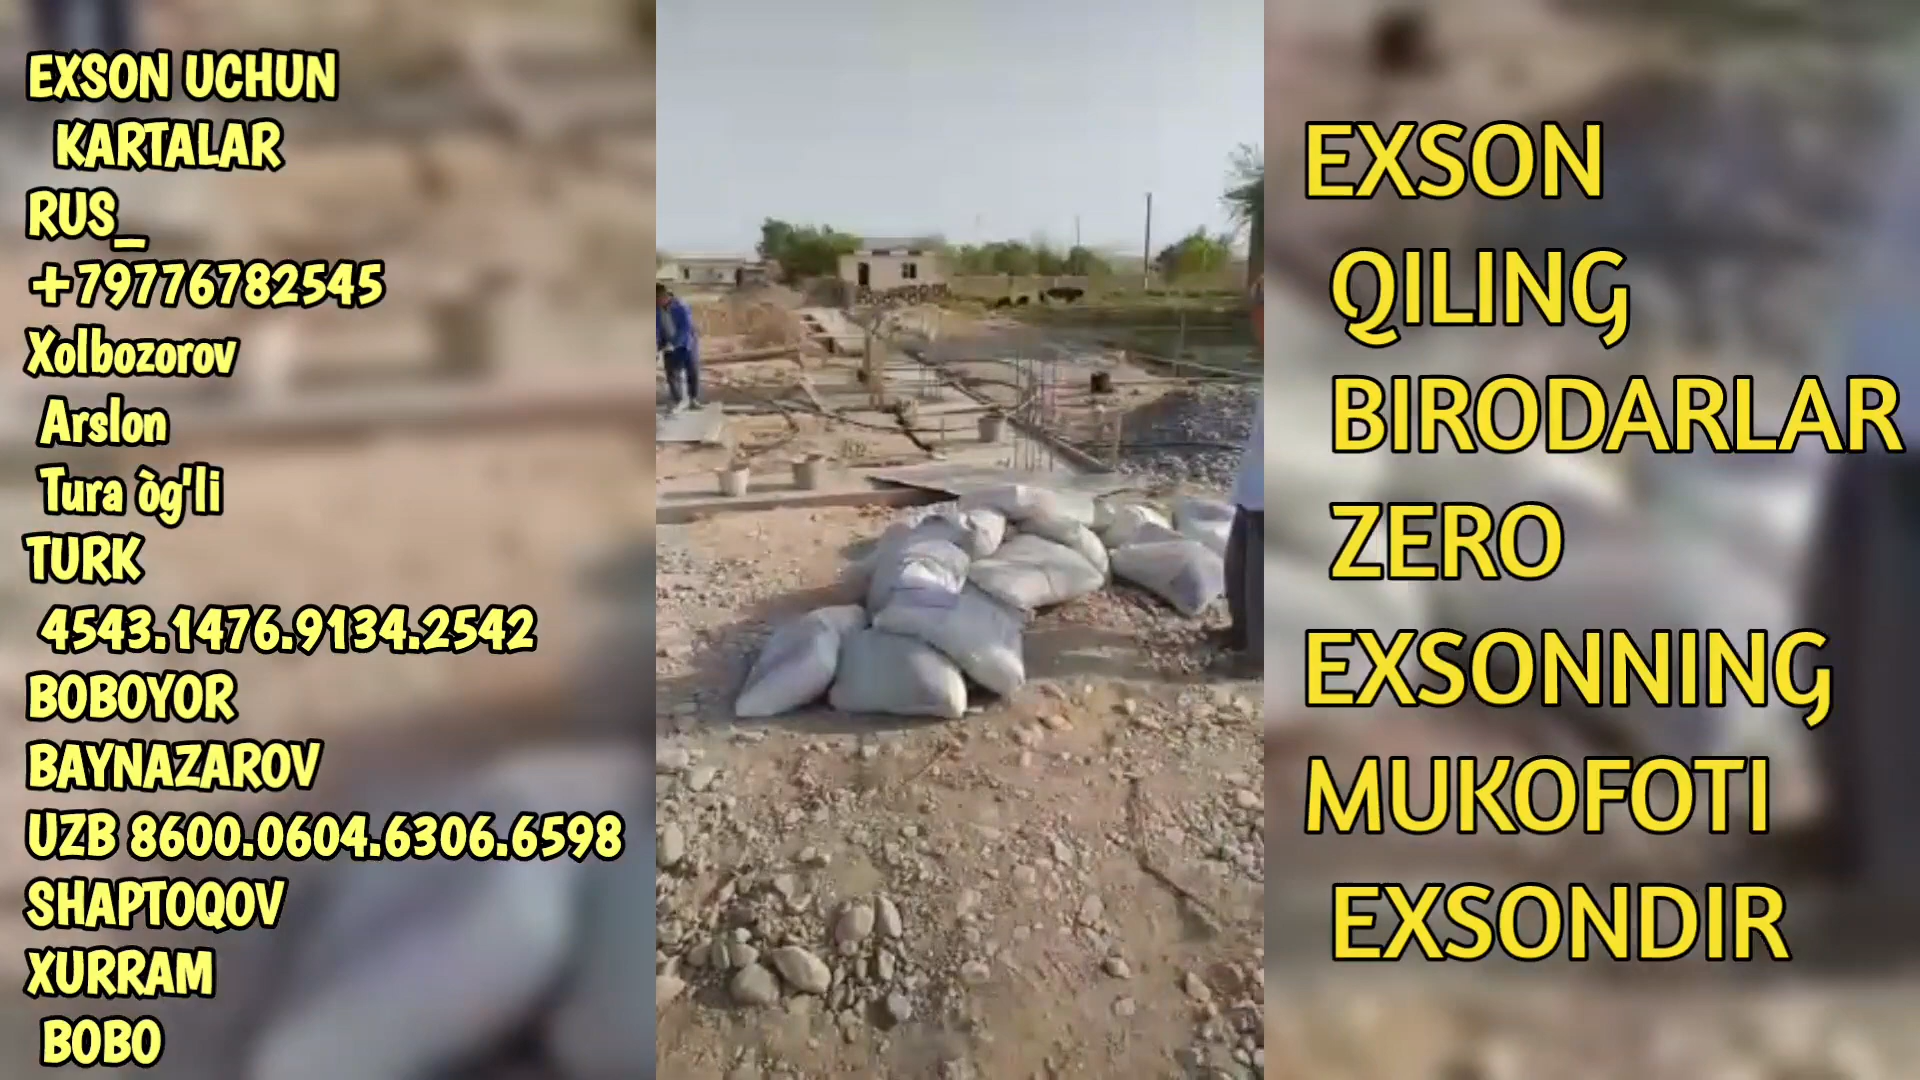 EXSON UCHUN
KARTALAR
RUS_
+79776782545
Xolbozorov
Arslon
Tura òg'li
TURK
4543.1476.9134.2542
BOBOYOR
BAYNAZAROV
UZB 8600.0604.6306.6598
SHAPTOQOV
XURRAM
BOBO
EXSON
QILING
BIRODARLAR
ZERO
EXSONNING
MUKOFOTI
EXSONDIR